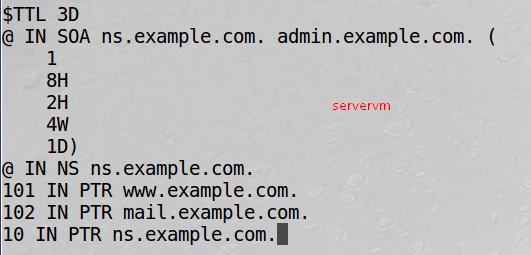 $TTL 3D
@ IN SOA ns.example.com. admin.example.com. (
1
8H
2H
4W
1D)
servervm
@ IN NS ns.example.com.
101 IN PTR www.example.com.
102 IN PTR mail.example.com.
10 IN PTR ns.example.com.